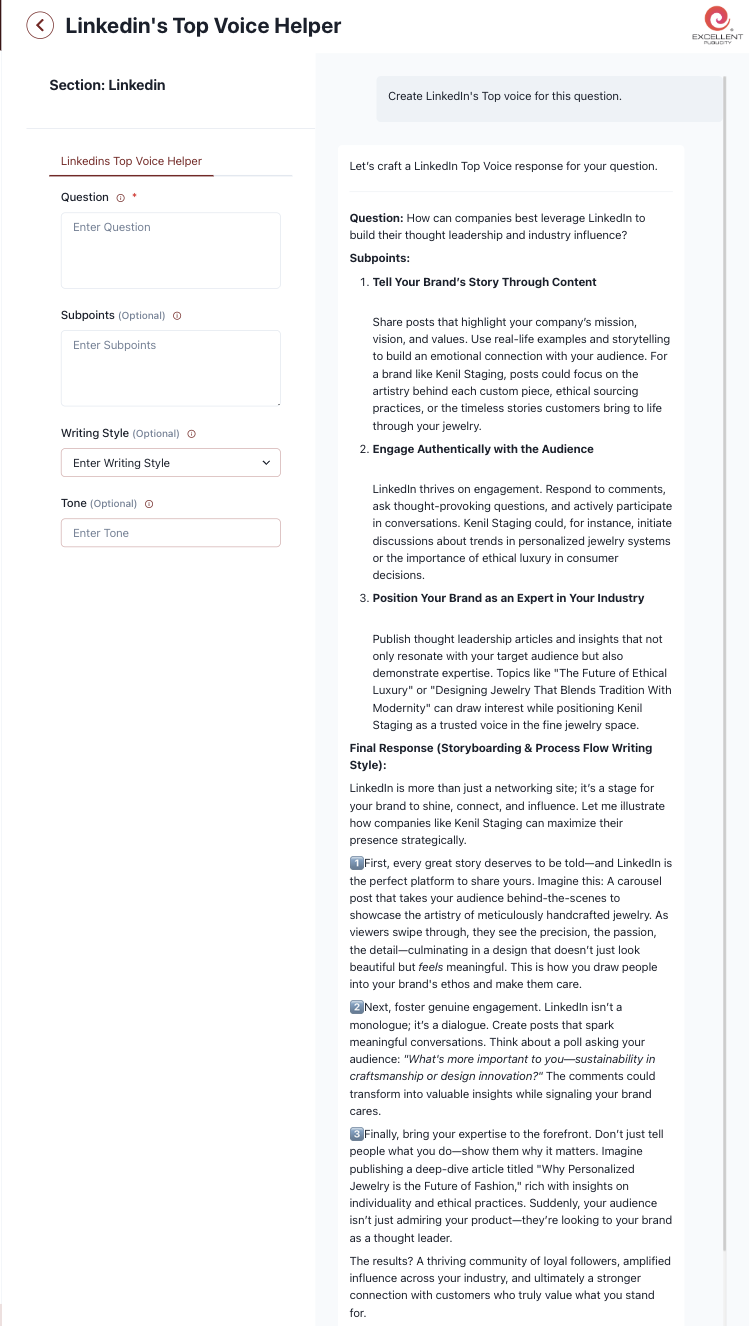 Linkedin's Top Voice Helper
EXCELLENT
PUBLICITY
Section: Linkedin
Linkedins Top Voice Helper
Question *
Enter Question
Subpoints (Optional)
Enter Subpoints
Writing Style (Optional)
Enter Writing Style
Tone (Optional)
Enter Tone
Create LinkedIn's Top voice for this question.
Let's craft a LinkedIn Top Voice response for your question.
Question: How can companies best leverage LinkedIn to
build their thought leadership and industry influence?
Subpoints:
1. Tell Your Brand's Story Through Content
Share posts that highlight your company's mission,
vision, and values. Use real-life examples and storytelling
to build an emotional connection with your audience. For
a brand like Kenil Staging, posts could focus on the
artistry behind each custom piece, ethical sourcing
practices, or the timeless stories customers bring to life
through your jewelry.
2. Engage Authentically with the Audience
LinkedIn thrives on engagement. Respond to comments,
ask thought-provoking questions, and actively participate
in conversations. Kenil Staging could, for instance, initiate
discussions about trends in personalized jewelry systems
or the importance of ethical luxury in consumer
decisions.
3. Position Your Brand as an Expert in Your Industry
Publish thought leadership articles and insights that not
only resonate with your target audience but also
demonstrate expertise. Topics like "The Future of Ethical
Luxury" or "Designing Jewelry That Blends Tradition With
Modernity" can draw interest while positioning Kenil
Staging as a trusted voice in the fine jewelry space.
Final Response (Storyboarding & Process Flow Writing
Style):
LinkedIn is more than just a networking site; it's a stage for
your brand to shine, connect, and influence. Let me illustrate
how companies like Kenil Staging can maximize their
presence strategically.
1️⃣First, every great story deserves to be told—and LinkedIn is
the perfect platform to share yours. Imagine this: A carousel
post that takes your audience behind-the-scenes to
showcase the artistry of meticulously handcrafted jewelry. As
viewers swipe through, they see the precision, the passion,
the detail—culminating in a design that doesn't just look
beautiful but feels meaningful. This is how you draw people
into your brand's ethos and make them care.
2️⃣Next, foster genuine engagement. LinkedIn isn't a
monologue; it's a dialogue. Create posts that spark
meaningful conversations. Think about a poll asking your
audience: "What's more important to you—sustainability in
craftsmanship or design innovation?" The comments could
transform into valuable insights while signaling your brand
cares.
3️⃣Finally, bring your expertise to the forefront. Don't just tell
people what you do—show them why it matters. Imagine
publishing a deep-dive article titled "Why Personalized
Jewelry is the Future of Fashion," rich with insights on
individuality and ethical practices. Suddenly, your audience
isn't just admiring your product—they're looking to your brand
as a thought leader.
The results? A thriving community of loyal followers, amplified
influence across your industry, and ultimately a stronger
connection with customers who truly value what you stand
for.